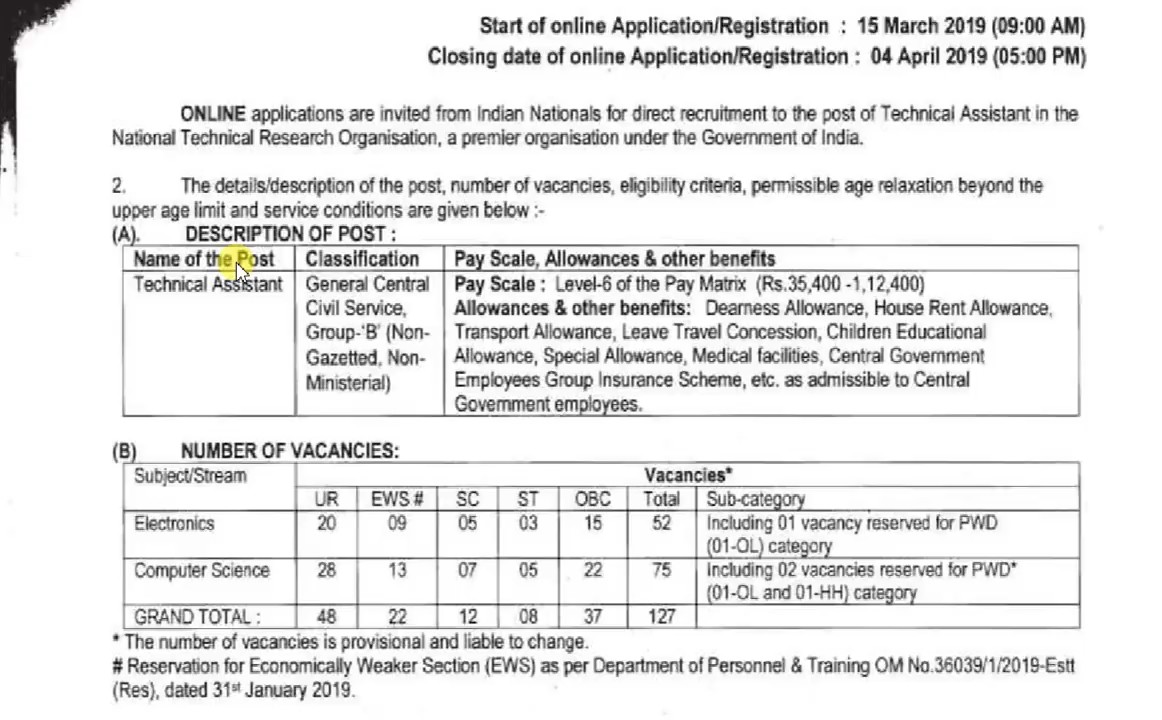 Start of online Application/Registration : 15 March 2019 (09:00 AM)
Closing date of online Application/Registration : 04 April 2019 (05:00 PM)
ONLINE applications are invited from Indian Nationals for direct recruitment to the post of Technical Assistant in the
National Technical Research Organisation, a premier organisation under the Government of India.
2. The details/description of the post, number of vacancies, eligibility criteria, permissible age relaxation beyond the
upper age limit and service conditions are given below :-
(A). DESCRIPTION OF POST :
Name of the Post Classification Pay Scale, Allowances & other benefits
Technical Assistant General Central Pay Scale : Level-6 of the Pay Matrix (Rs.35,400 -1,12,400)
Civil Service, Allowances & other benefits: Dearness Allowance, House Rent Allowance,
Group-'B' (Non- Transport Allowance, Leave Travel Concession, Children Educational
Gazetted, Non- Allowance, Special Allowance, Medical facilities, Central Government
Ministerial) Employees Group Insurance Scheme, etc. as admissible to Central
Government employees.
(B) NUMBER OF VACANCIES:
Subject/Stream Vacancies*
UR EWS # SC ST OBC Total Sub-category
Electronics 20 09 05 03 15 52 Including 01 vacancy reserved for PWD
(01-OL) category
Computer Science 28 13 07 05 22 75 Including 02 vacancies reserved for PWD*
(01-OL and 01-HH) category
GRAND TOTAL : 48 22 12 08 37 127
* The number of vacancies is provisional and liable to change.
# Reservation for Economically Weaker Section (EWS) as per Department of Personnel & Training OM No.36039/1/2019-Estt
(Res), dated 31st January 2019.